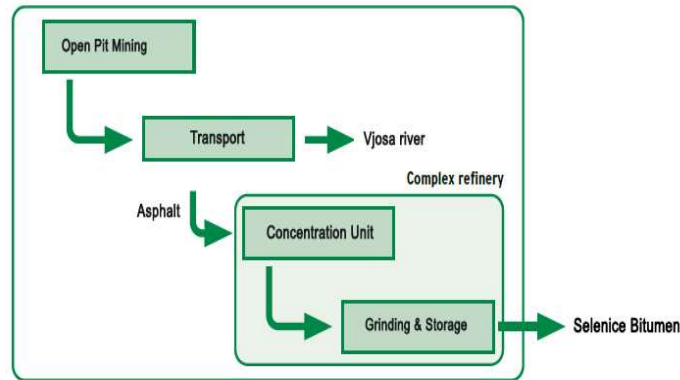 Open Pit Mining
Transport
Vjosa river
Complex refinery
Asphalt
Concentration Unit
Grinding & Storage
Selenice Bitumen